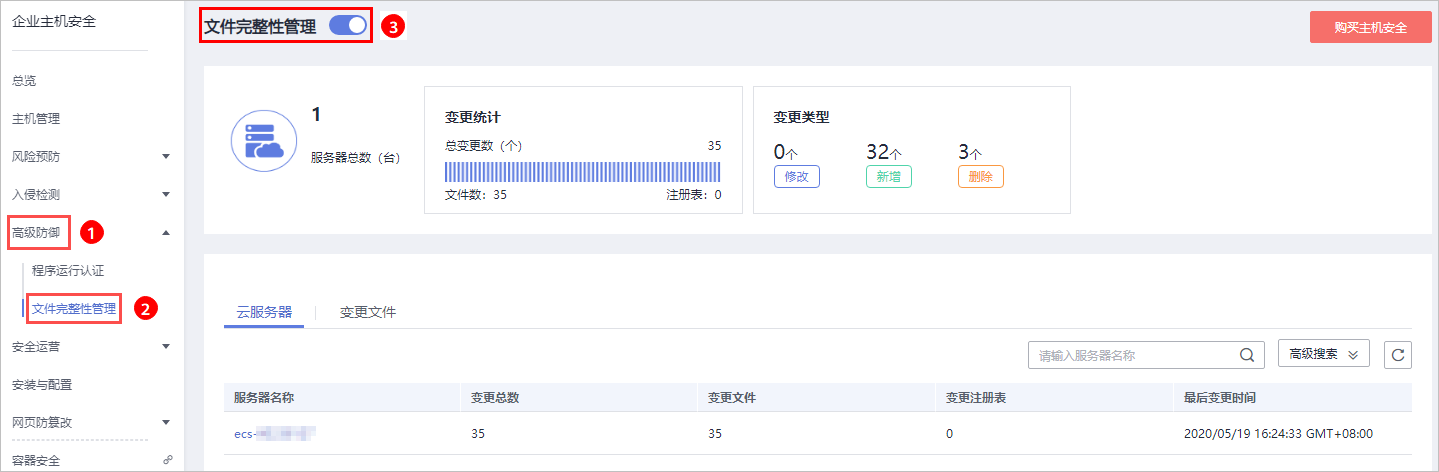 企业主机安全
总览
主机管理
风险预防
入侵检测
高级防御 1
程序运行认证
文件完整性管理 2
安全运营
安装与配置
网页防篡改
容器安全
文件完整性管理 3
购买主机安全
1
服务器总数（台）
变更统计
总变更数（个） 35
文件数：35 注册表：0
变更类型
0个 32个 3个
修改 新增 删除
云服务器 变更文件
请输入服务器名称 高级搜索
服务器名称 变更总数 变更文件 变更注册表 最后变更时间
ecs- 35 35 0 2020/05/19 16:24:33 GMT+08:00